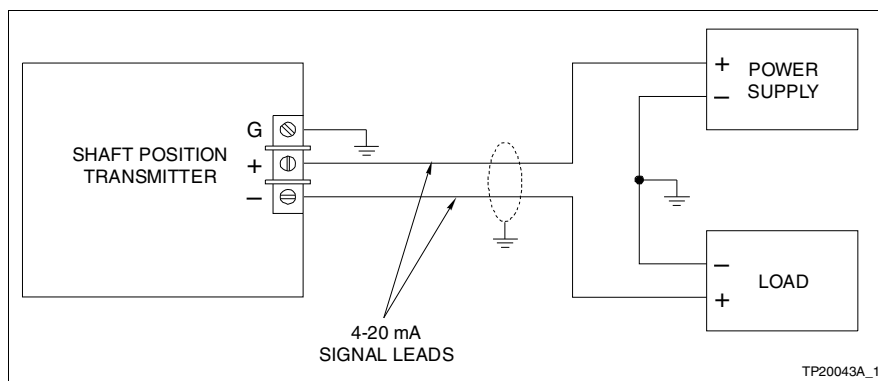 SHAFT POSITION
TRANSMITTER
G
+
–
4-20 mA
SIGNAL LEADS
+
–
POWER
SUPPLY
–
+
LOAD
TP20043A_1